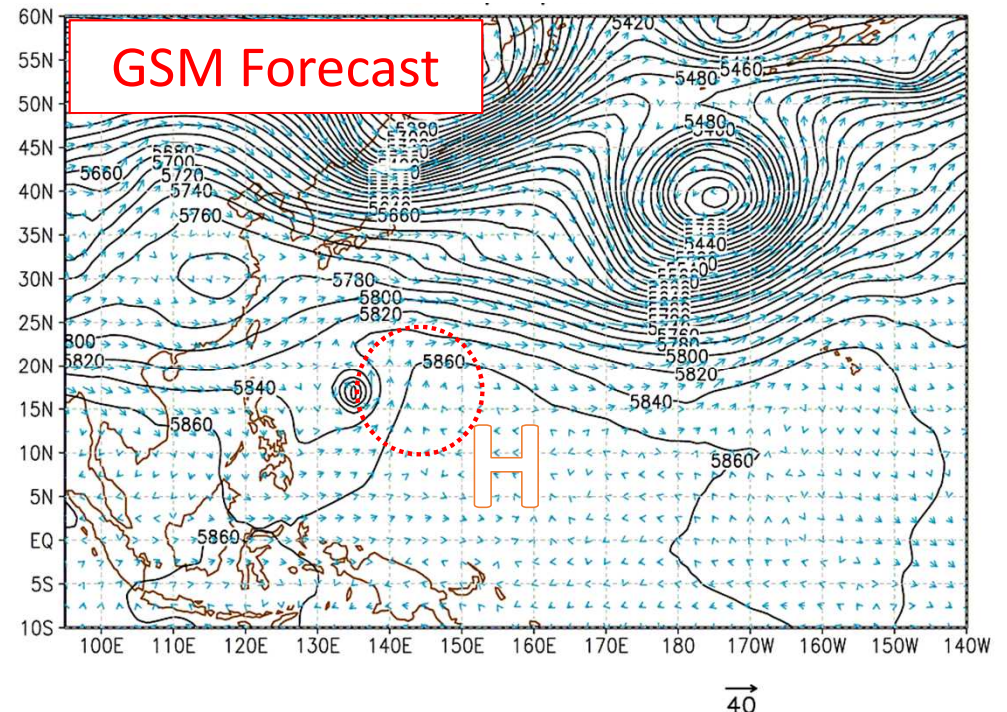 GSM Forecast
60N
55N
50N
45N
40N
35N
30N
25N
20N
15N
10N
5N
EQ
5S
10S
5420
5480
5460
5480
5660
5700
5720
5740
5760
5660
5440
5780
5800
5820
5760
5780
5800
5820
5840
800
5820
5840
5860
5860
5860
5860
H
100E
110E
120E
130E
140E
150E
160E
170E
180
170W
160W
150W
140W
40